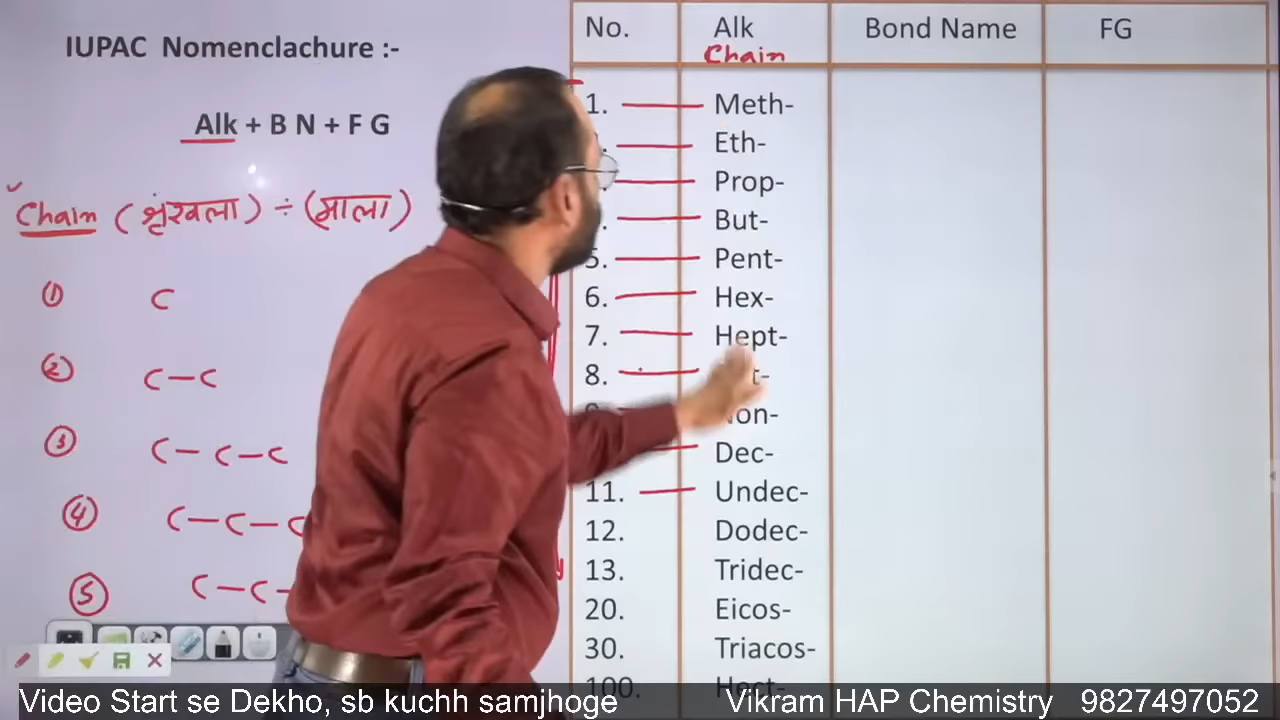 IUPAC Nomenclachure :-
Alk + B N + F G
Chain (शृंखला) ÷ (माला)
① C
② C-C
③ C-C-C
④ C-C-C
⑤ C-C-
No. Alk Bond Name FG
Chain
1. Meth-
Eth-
Prop-
But-
5. Pent-
6. Hex-
7. Hept-
8.
Dec-
11. Undec-
12. Dodec-
13. Tridec-
20. Eicos-
30. Triacos-
100. Hect-
Video Start se Dekho, sb kuchh samjhoge Vikram HAP Chemistry 9827497052